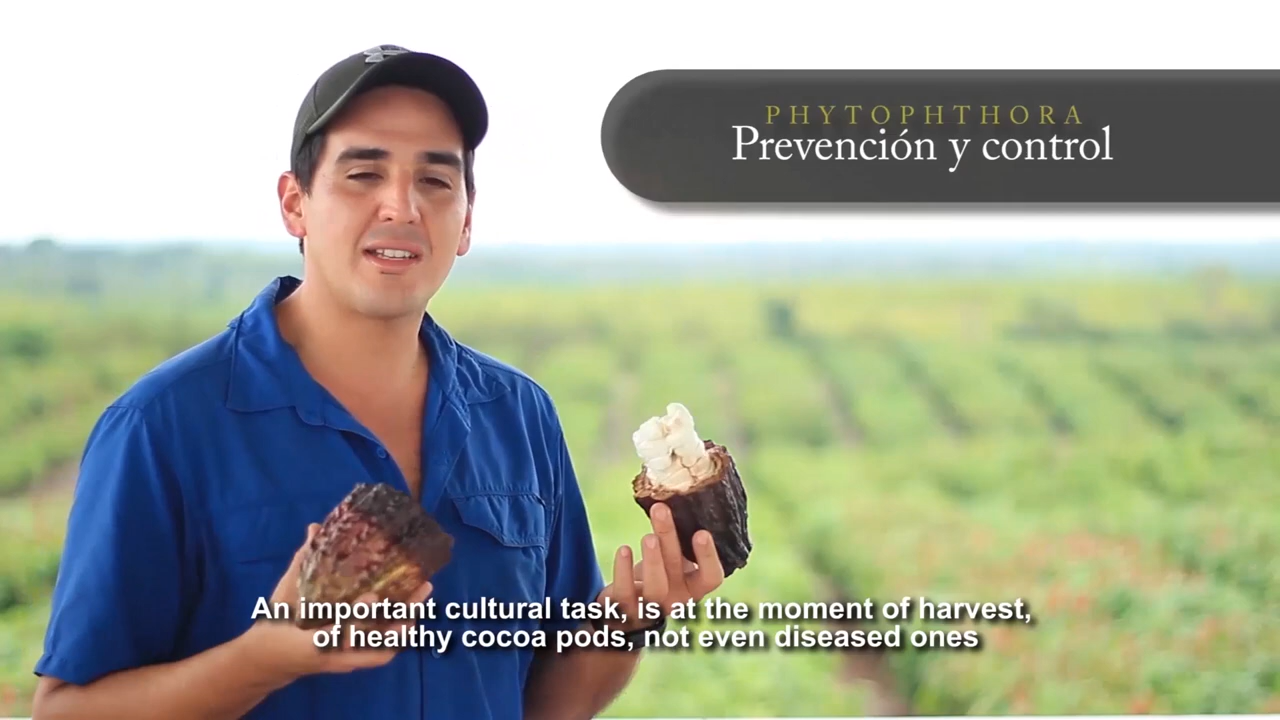 PHYTOPHTHORA
Prevención y control
An important cultural task, is at the moment of harvest,
of healthy cocoa pods, not even diseased ones